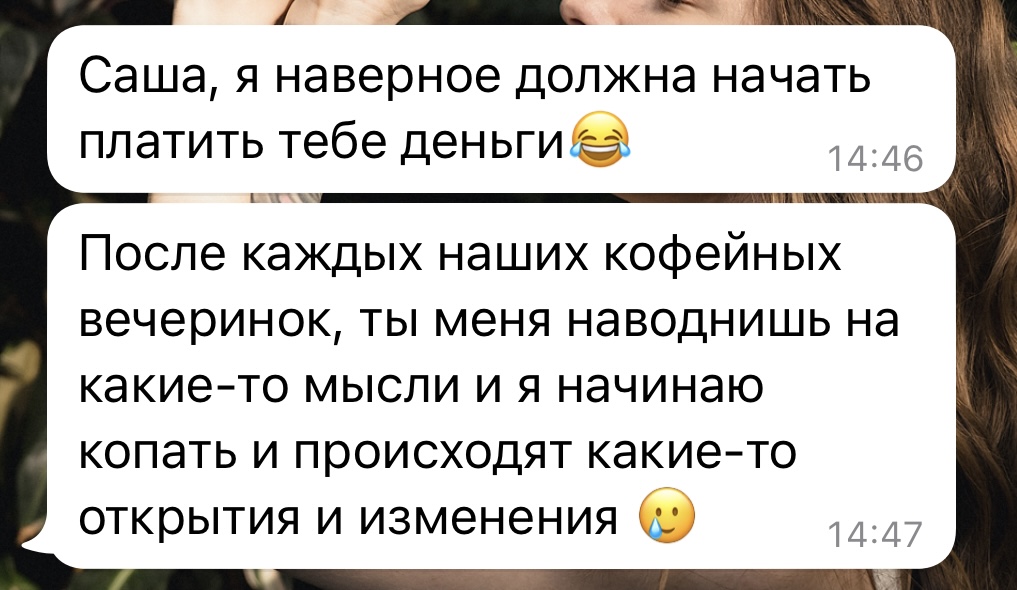 Саша, я наверное должна начать
платить тебе деньги😂
14:46
После каждых наших кофейных
вечеринок, ты меня наводнишь на
какие-то мысли и я начинаю
копать и происходят какие-то
открытия и изменения 🥲
14:47